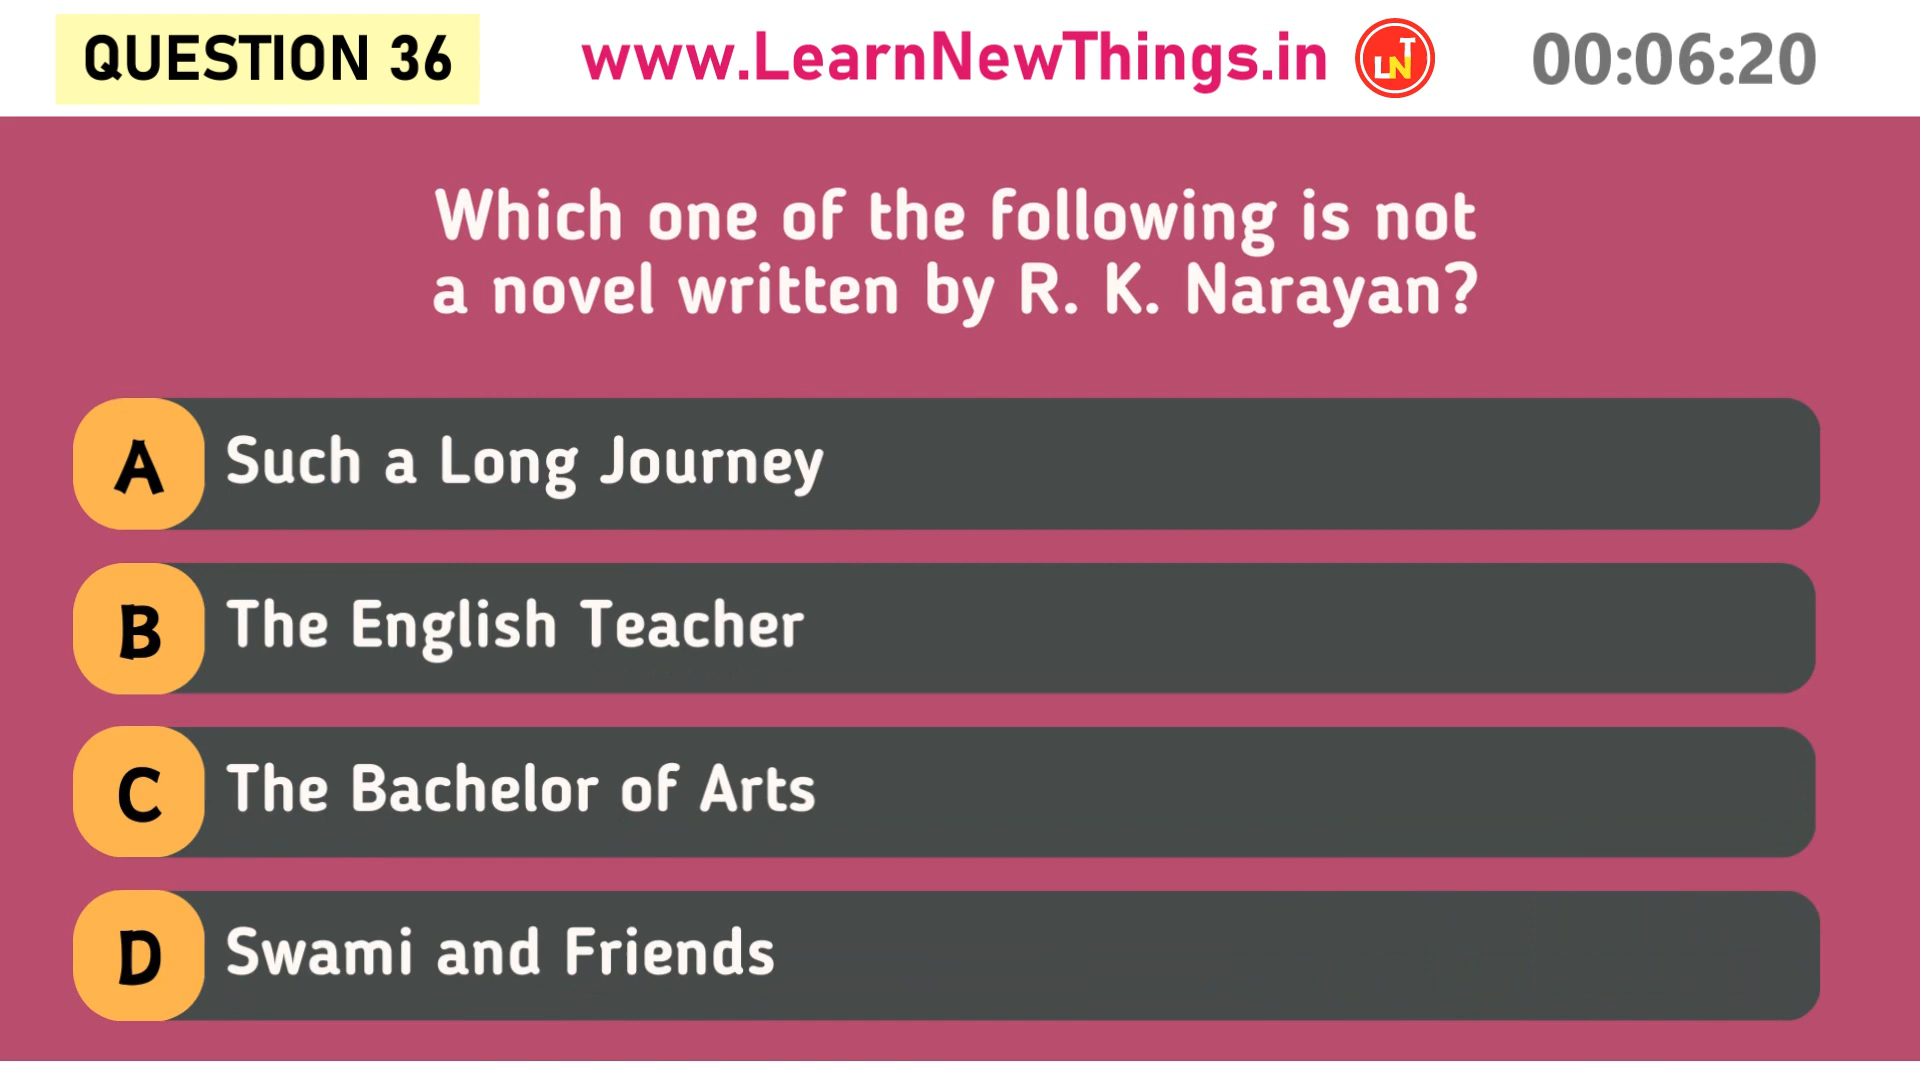 QUESTION 36
www.LearnNewThings.in
LNT
00:06:20
Which one of the following is not
a novel written by R. K. Narayan?
A Such a Long Journey
B The English Teacher
C The Bachelor of Arts
D Swami and Friends